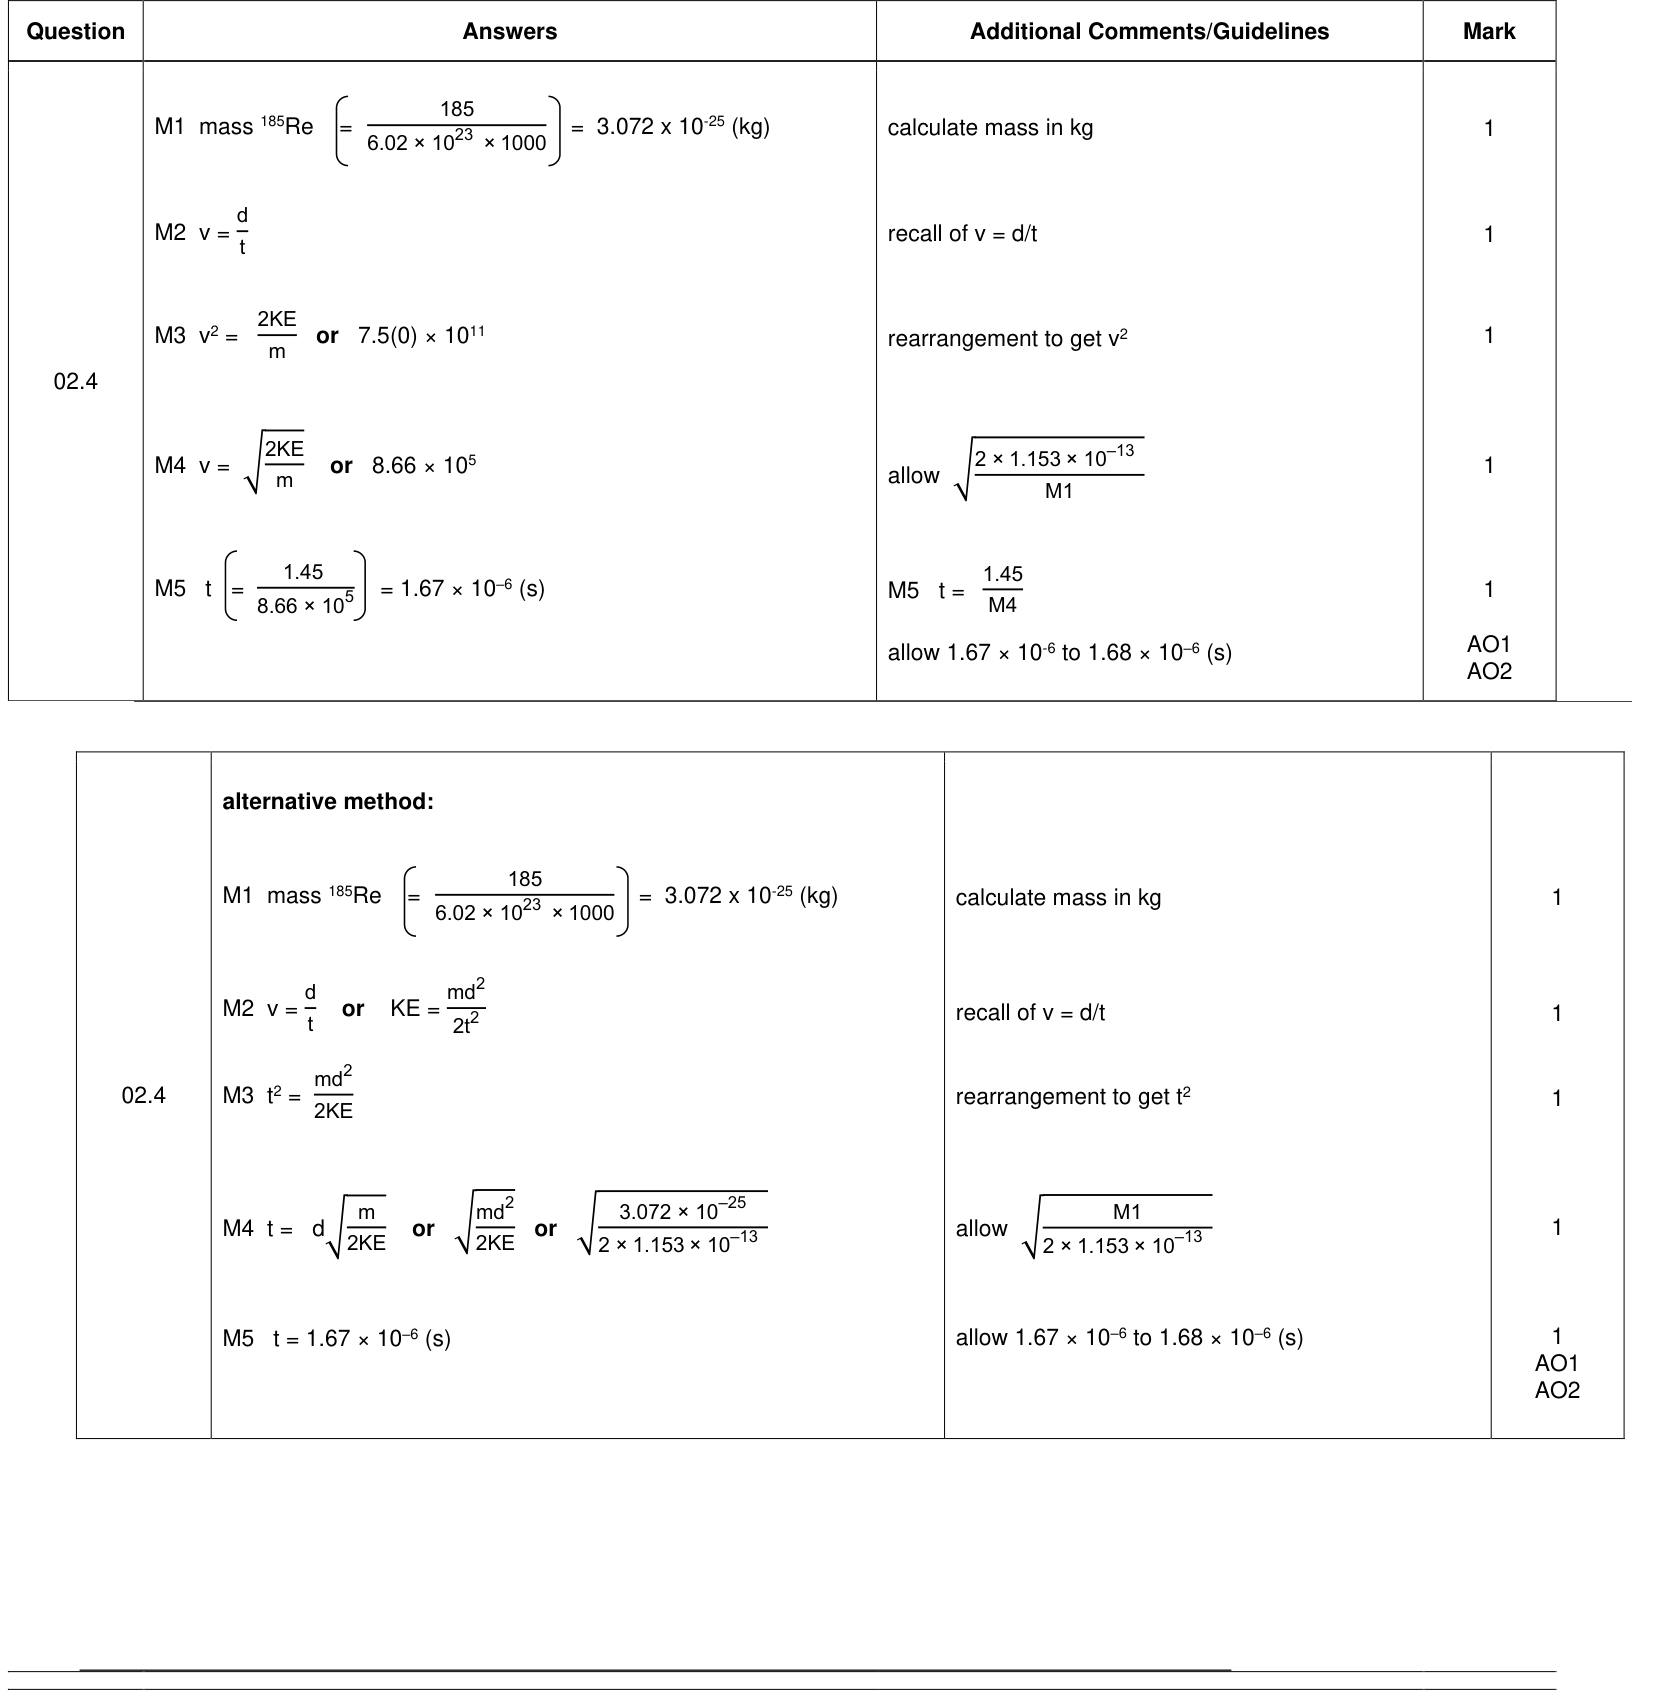 Question Answers Additional Comments/Guidelines Mark
02.4
M1 mass ¹⁸⁵Re (= 185 / (6.02 × 10²³ × 1000)) = 3.072 x 10⁻²⁵ (kg) calculate mass in kg 1
M2 v = d/t recall of v = d/t 1
M3 v² = 2KE/m or 7.5(0) × 10¹¹ rearrangement to get v² 1
M4 v = √(2KE/m) or 8.66 × 10⁵ allow √((2 × 1.153 × 10⁻¹³)/M1) 1
M5 t (= 1.45 / (8.66 × 10⁵)) = 1.67 × 10⁻⁶ (s) M5 t = 1.45/M4 1
allow 1.67 × 10⁻⁶ to 1.68 × 10⁻⁶ (s) AO1
AO2
02.4
alternative method:
M1 mass ¹⁸⁵Re (= 185 / (6.02 × 10²³ × 1000)) = 3.072 x 10⁻²⁵ (kg) calculate mass in kg 1
M2 v = d/t or KE = md²/2t² recall of v = d/t 1
M3 t² = md²/2KE rearrangement to get t² 1
M4 t = d√(m/2KE) or √(md²/2KE) or √((3.072 × 10⁻²⁵)/(2 × 1.153 × 10⁻¹³)) allow √(M1/(2 × 1.153 × 10⁻¹³)) 1
M5 t = 1.67 × 10⁻⁶ (s) allow 1.67 × 10⁻⁶ to 1.68 × 10⁻⁶ (s) 1
AO1
AO2